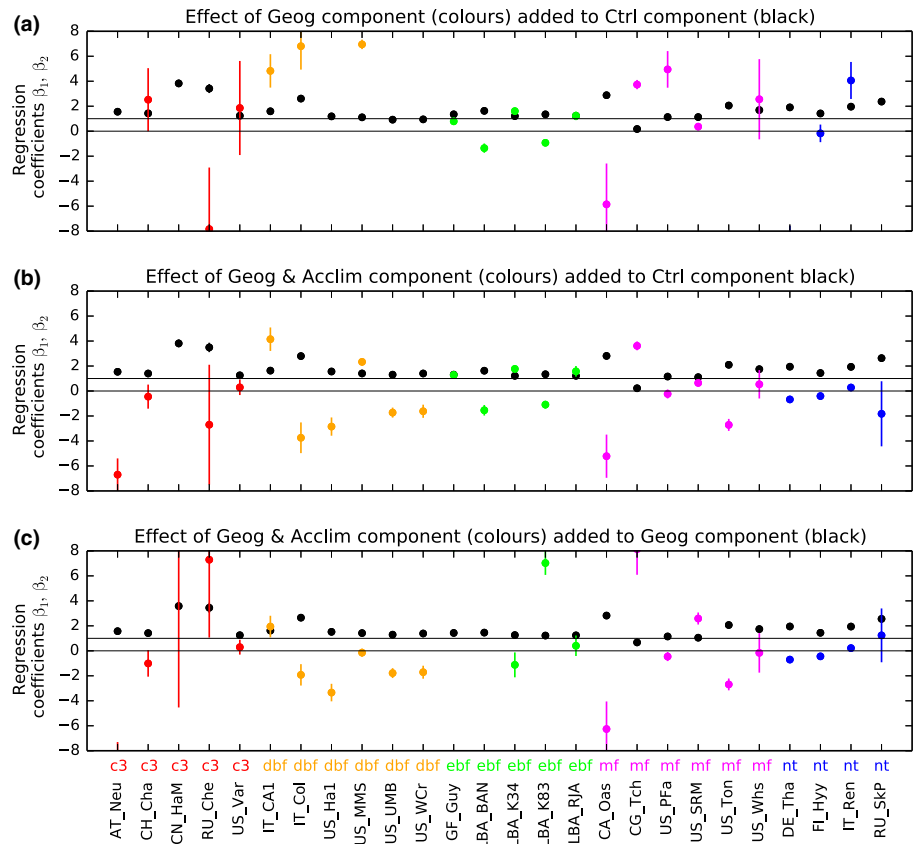 (a) Effect of Geog component (colours) added to Ctrl component (black)
Regression
coefficients β1, β2
8
6
4
2
0
−2
−4
−6
−8
(b) Effect of Geog & Acclim component (colours) added to Ctrl component black)
Regression
coefficients β1, β2
8
6
4
2
0
−2
−4
−6
−8
(c) Effect of Geog & Acclim component (colours) added to Geog component (black)
Regression
coefficients β1, β2
8
6
4
2
0
−2
−4
−6
−8
c3 c3 c3 c3 c3 dbf dbf dbf dbf dbf dbf ebf ebf ebf ebf ebf mf mf mf mf mf mf nt nt nt nt
AT_Neu
CH_Cha
CN_HaM
RU_Che
US_Var
IT_CA1
IT_Col
US_Ha1
US_MMS
US_UMB
US_WCr
GF_Guy
LBA_BAN
LBA_K34
LBA_K83
LBA_RJA
CA_Oas
CG_Tch
US_PFa
US_SRM
US_Ton
US_Whs
DE_Tha
FI_Hyy
IT_Ren
RU_SkP